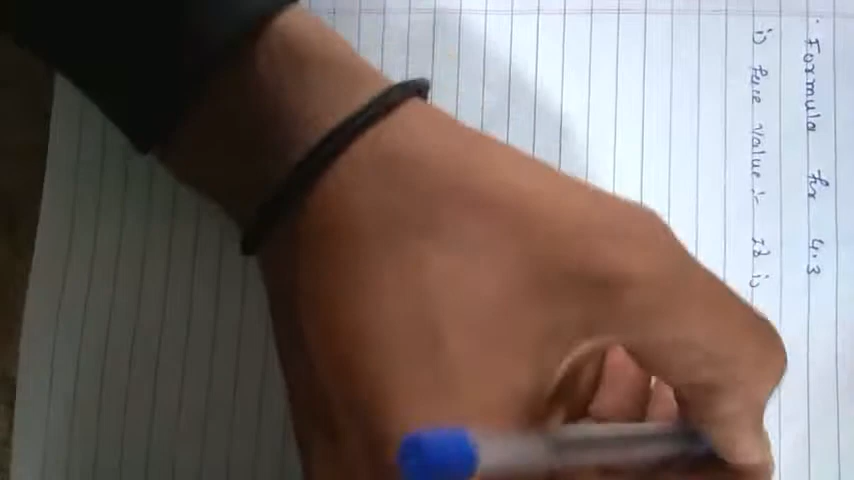 Formula for 4.3
i) face value :- It is